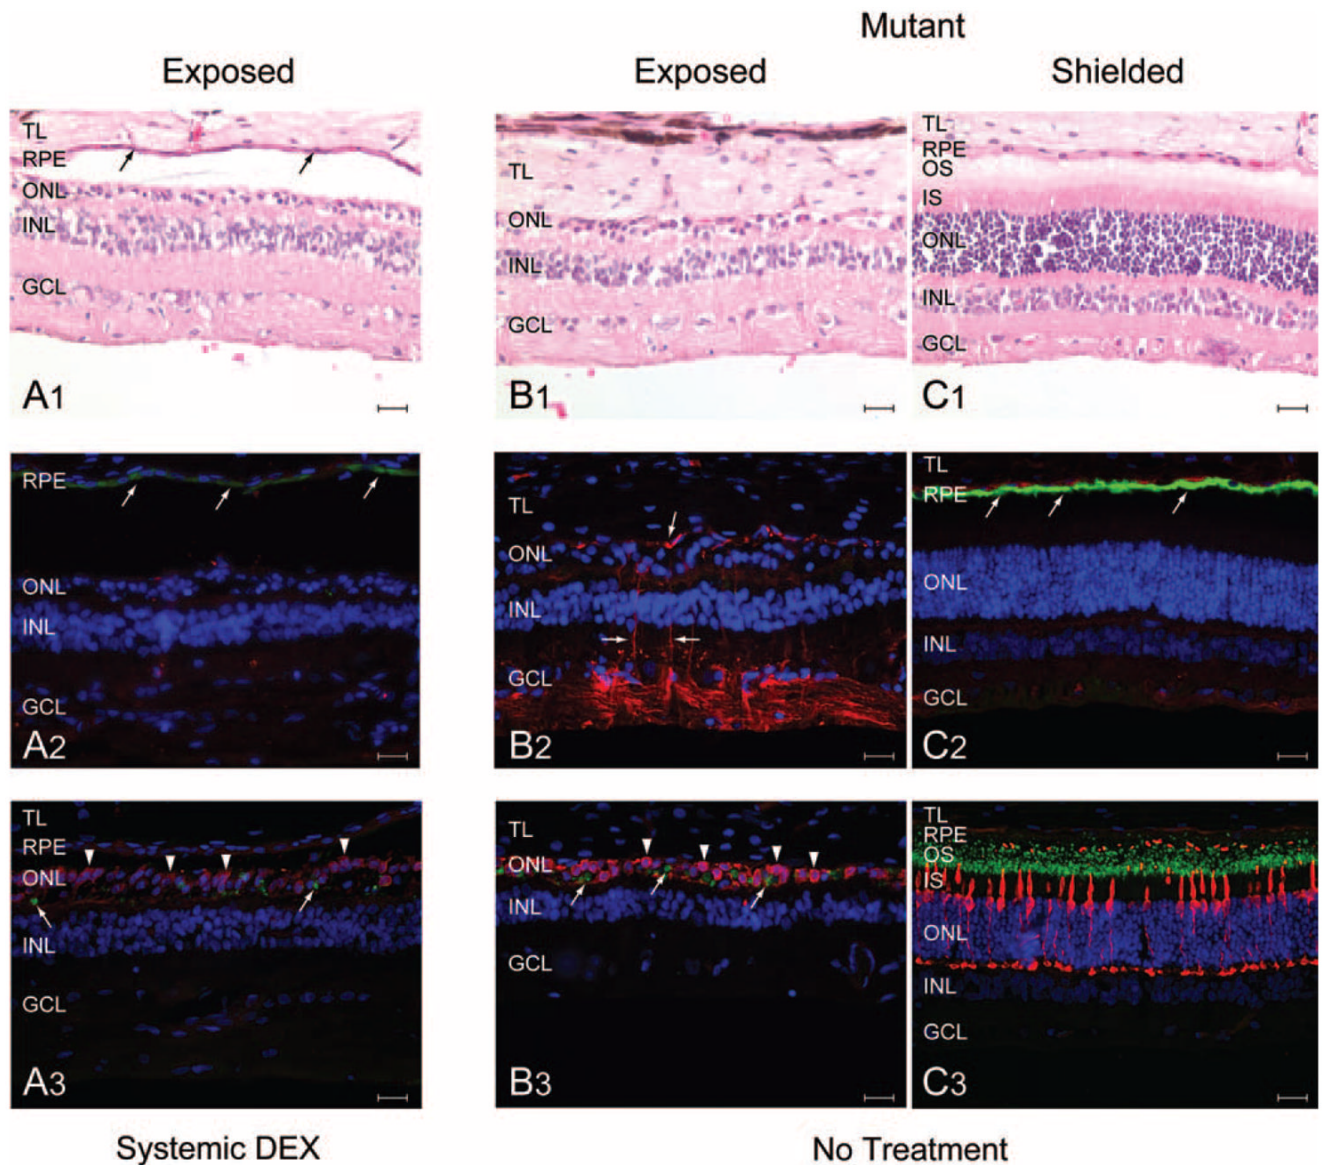 Mutant
Exposed
Exposed
Shielded
TL
RPE
ONL
INL
GCL
A1
TL
ONL
INL
GCL
B1
TL
RPE
OS
IS
ONL
INL
GCL
C1
RPE
ONL
INL
GCL
A2
TL
ONL
INL
GCL
B2
TL
RPE
ONL
INL
GCL
C2
TL
RPE
ONL
INL
GCL
A3
TL
ONL
INL
GCL
B3
TL
RPE
OS
IS
ONL
INL
GCL
C3
Systemic DEX
No Treatment